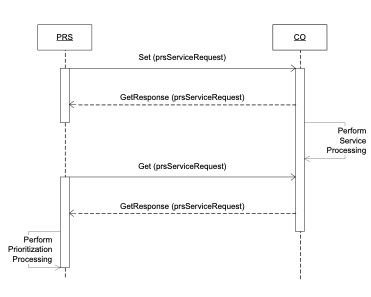 PRS
CO
Set (prsServiceRequest)
GetResponse (prsServiceRequest)
Perform
Service
Processing
Get (prsServiceRequest)
GetResponse (prsServiceRequest)
Perform
Prioritization
Processing